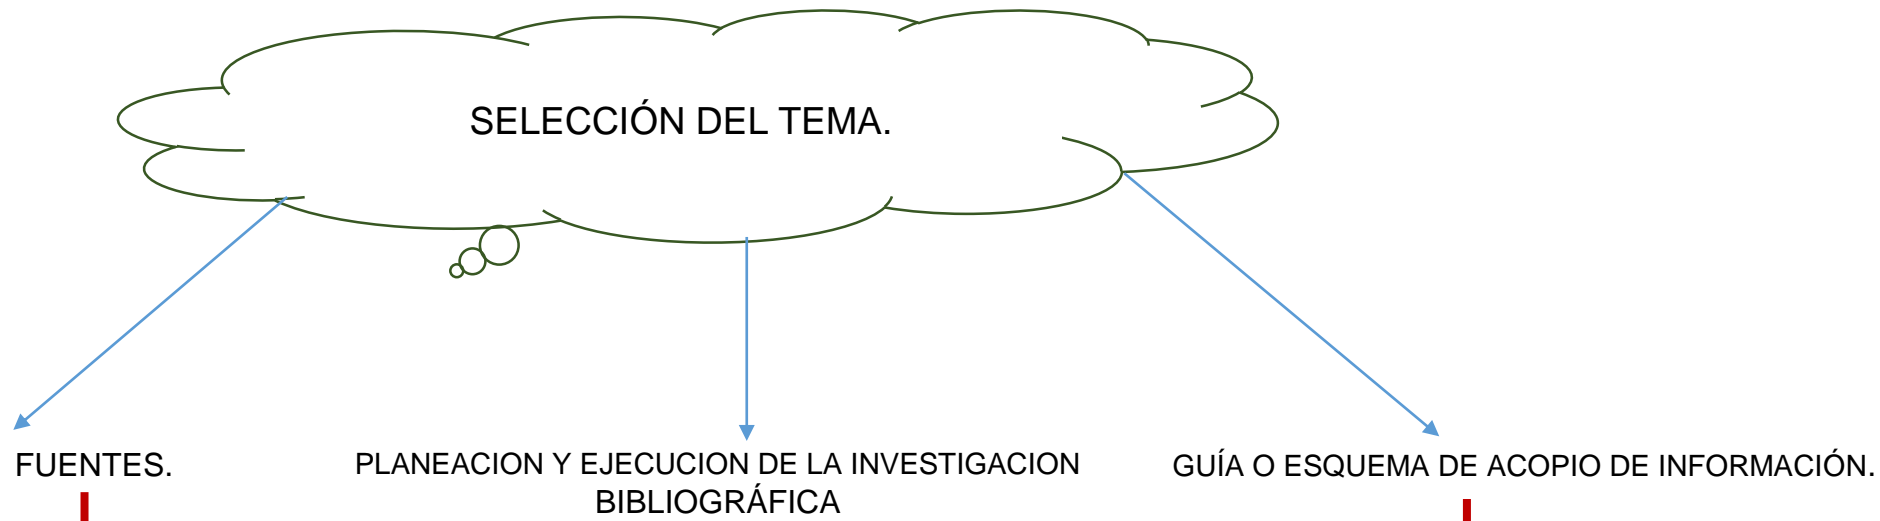 SELECCIÓN DEL TEMA.
FUENTES.
PLANEACION Y EJECUCION DE LA INVESTIGACION
BIBLIOGRÁFICA
GUÍA O ESQUEMA DE ACOPIO DE INFORMACIÓN.